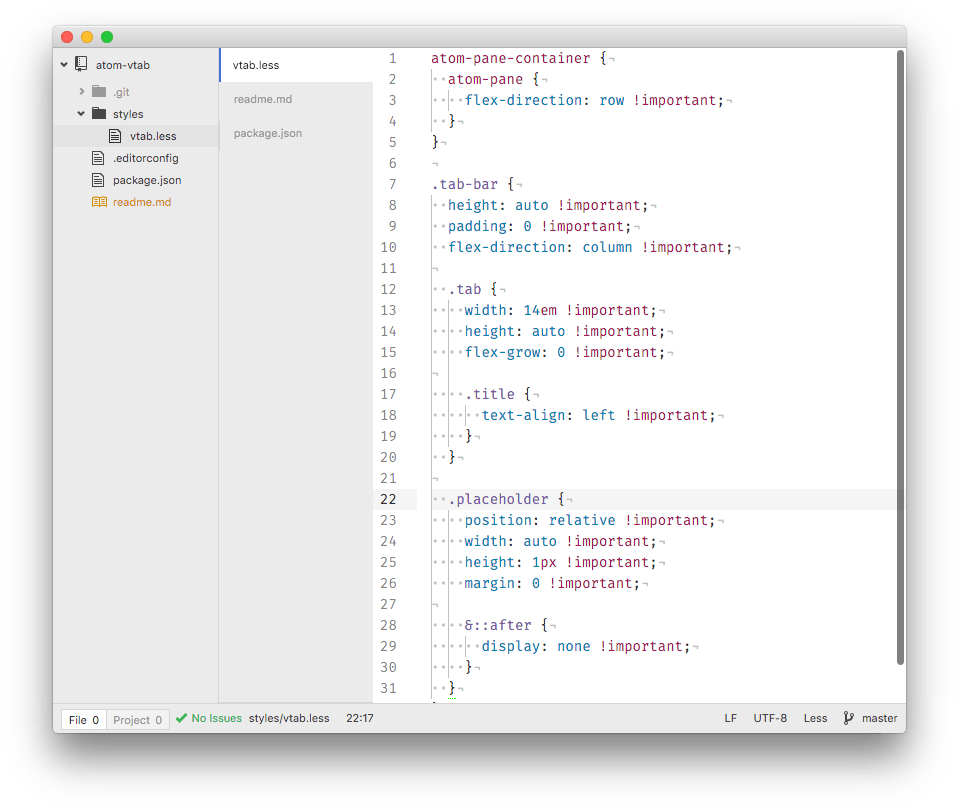 atom-vtab
.git
styles
vtab.less
.editorconfig
package.json
readme.md
vtab.less
readme.md
package.json
1 atom-pane-container {
2   atom-pane {
3     flex-direction: row !important;
4   }
5 }
6
7 .tab-bar {
8   height: auto !important;
9   padding: 0 !important;
10   flex-direction: column !important;
11
12   .tab {
13     width: 14em !important;
14     height: auto !important;
15     flex-grow: 0 !important;
16
17     .title {
18       text-align: left !important;
19     }
20   }
21
22   .placeholder {
23     position: relative !important;
24     width: auto !important;
25     height: 1px !important;
26     margin: 0 !important;
27
28     &::after {
29       display: none !important;
30     }
31   }
File 0 Project 0 No Issues styles/vtab.less 22:17 LF UTF-8 Less master